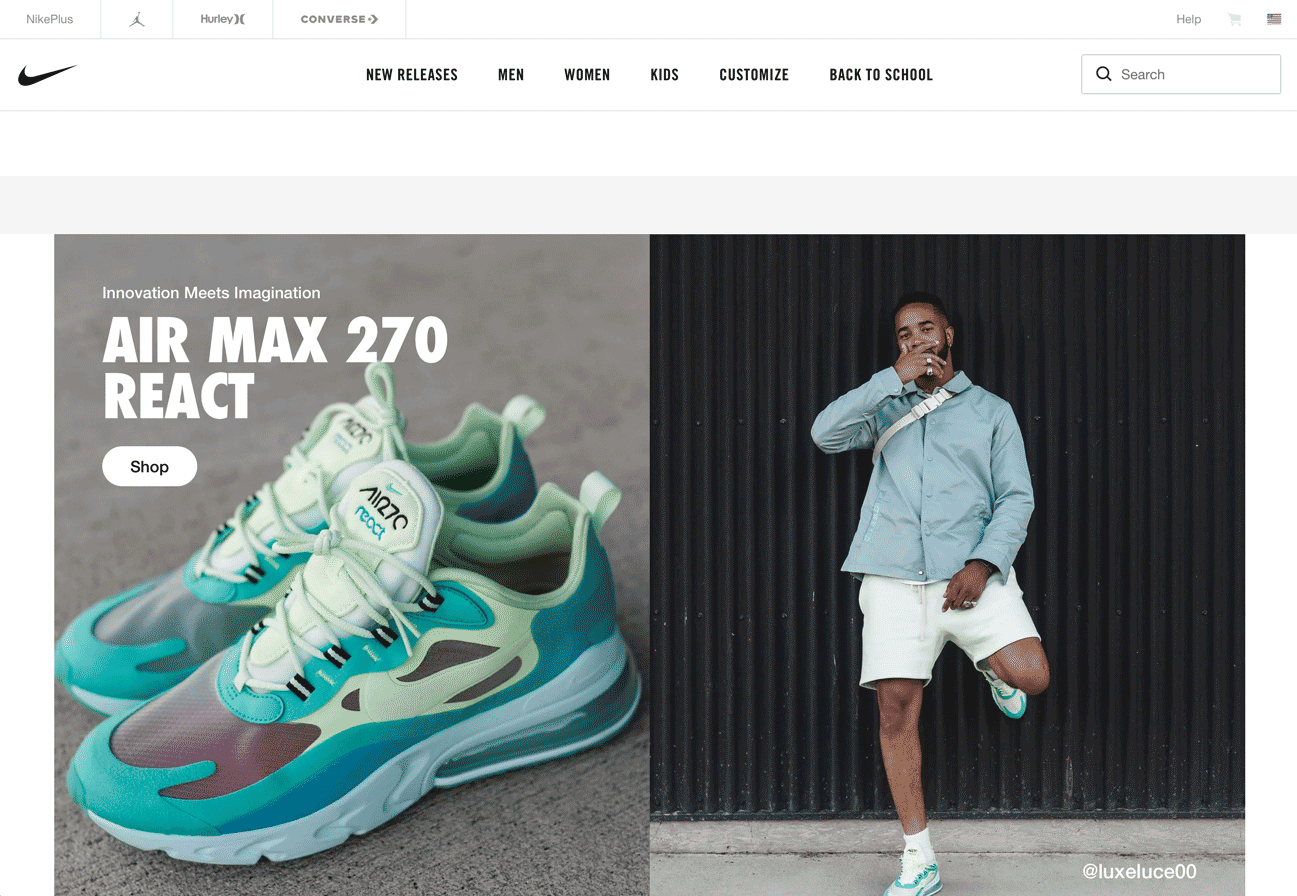 NikePlus
Hurley
CONVERSE
Help
NEW RELEASES
MEN
WOMEN
KIDS
CUSTOMIZE
BACK TO SCHOOL
Search
Innovation Meets Imagination
AIR MAX 270
REACT
Shop
AIR270
react
@luxeluce00